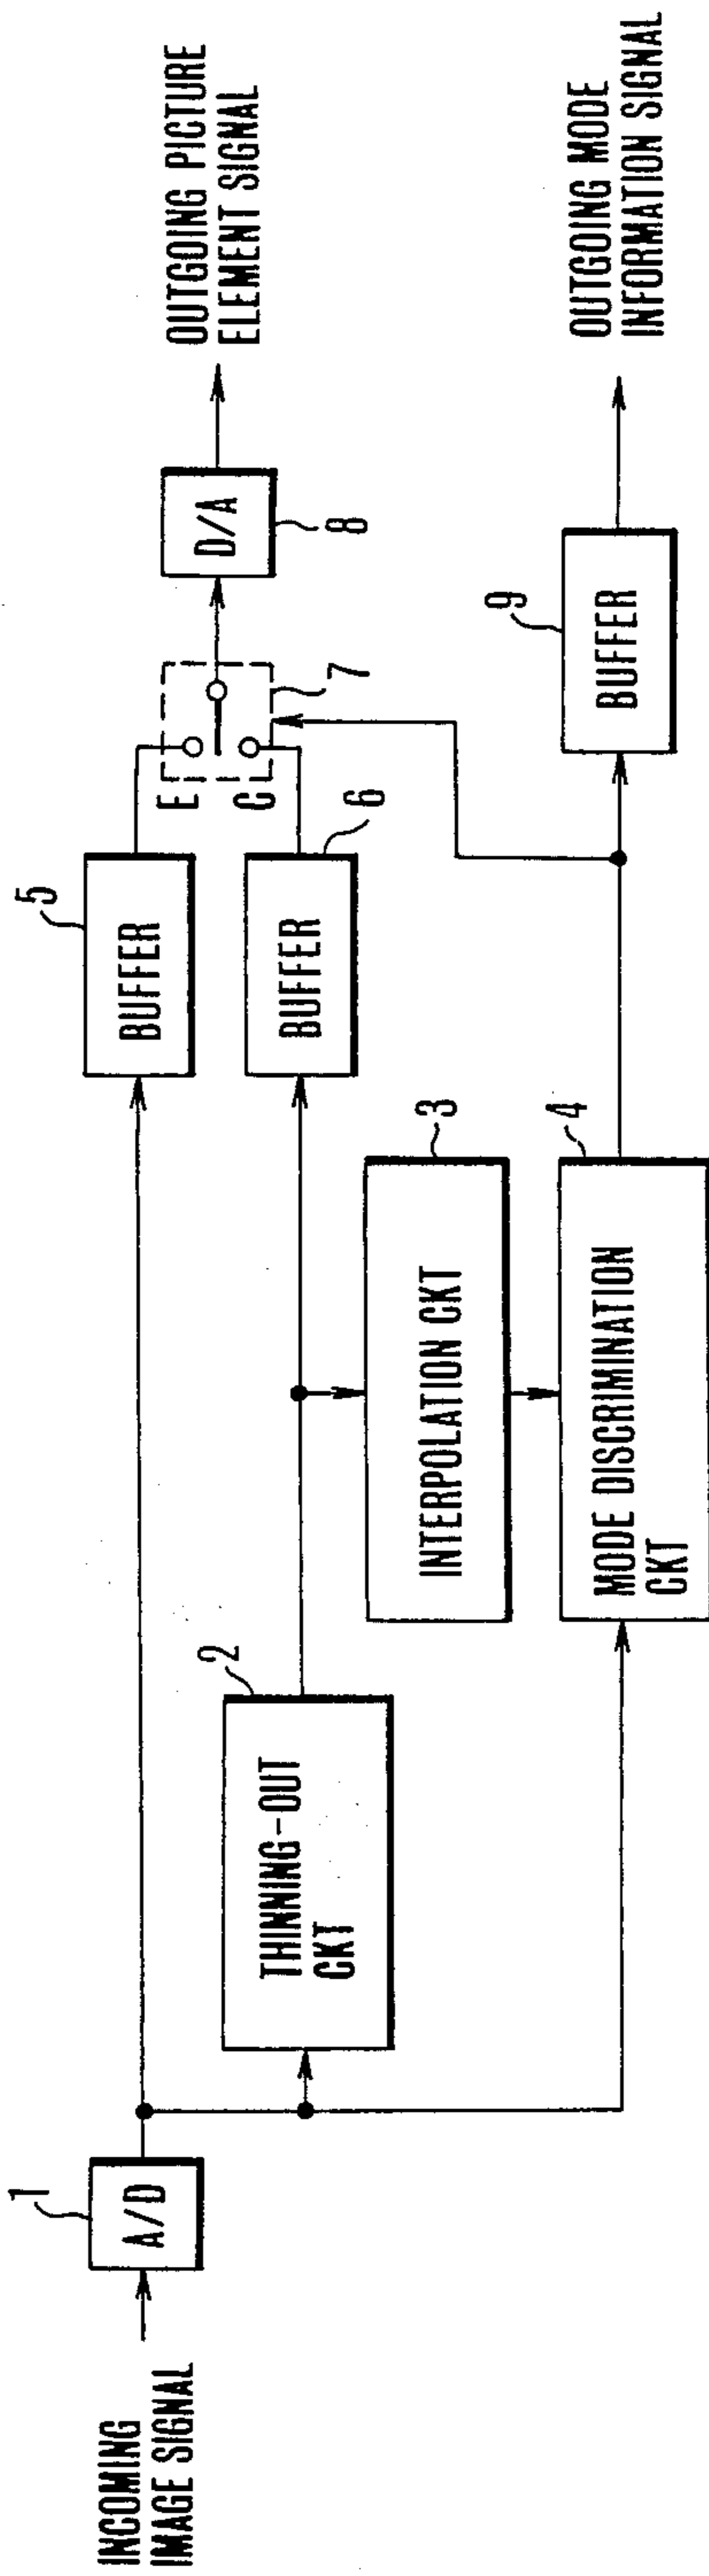 INCOMING
IMAGE SIGNAL
1
A/D
2
THINNING-OUT
CKT
INTERPOLATION CKT
3
MODE DISCRIMINATION
CKT
4
5
BUFFER
BUFFER
6
E
C
7
D/A
8
OUTGOING PICTURE
ELEMENT SIGNAL
9
BUFFER
OUTGOING MODE
INFORMATION SIGNAL